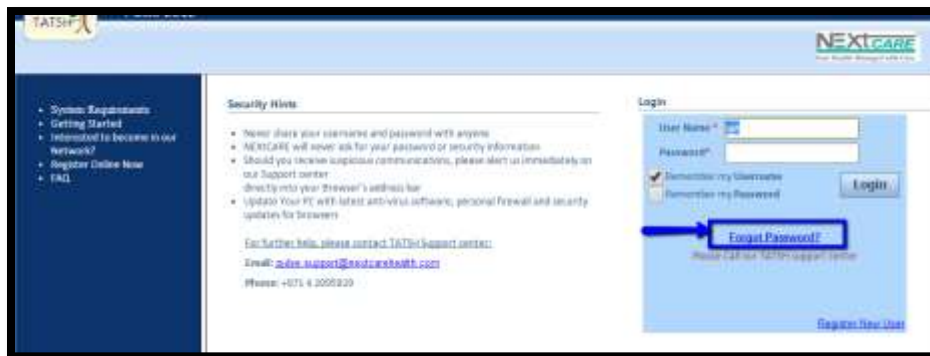 TATSH
NEXtCARE
System Requirements
Getting Started
Interested to become in our
Network?
Register Online Now
FAQ
Security Hints
Never share your username and password with anyone
NEXtCARE will never ask for your password or security information
Should you receive suspicious communications, please alert us immediately on
our Support center
directly into your Browser's address bar
Update Your PC with latest anti-virus software, personal firewall and security
updates for browsers
For further help, please contact TATSH Support center:
Email: pulse.support@nextcarehealth.com
Phone:
Login
User Name *
Password*
Remember my Username
Remember my Password
Login
Forgot Password?
Please Call our TATSH support center
Register New User